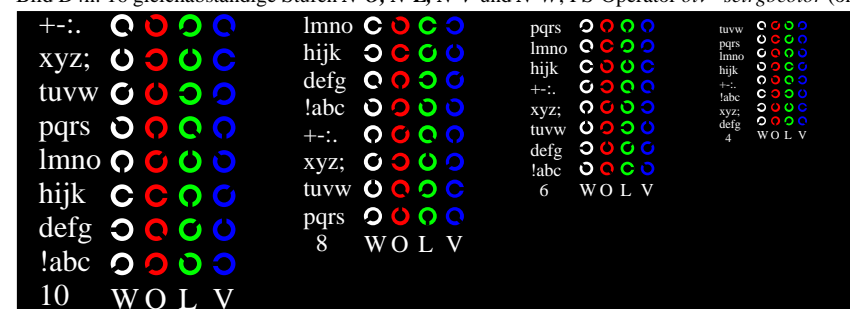 +-:.
xyz;
tuvw
pqrs
lmno
hijk
defg
!abc
10 W O L V
lmno
hijk
defg
!abc
+-:.
xyz;
tuvw
pqrs
8 W O L V
pqrs
lmno
hijk
+-:.
xyz;
tuvw
defg
!abc
6 W O L V
tuvw
pqrs
lmno
hijk
+-:.
!abc
xyz;
defg
4 W O L V